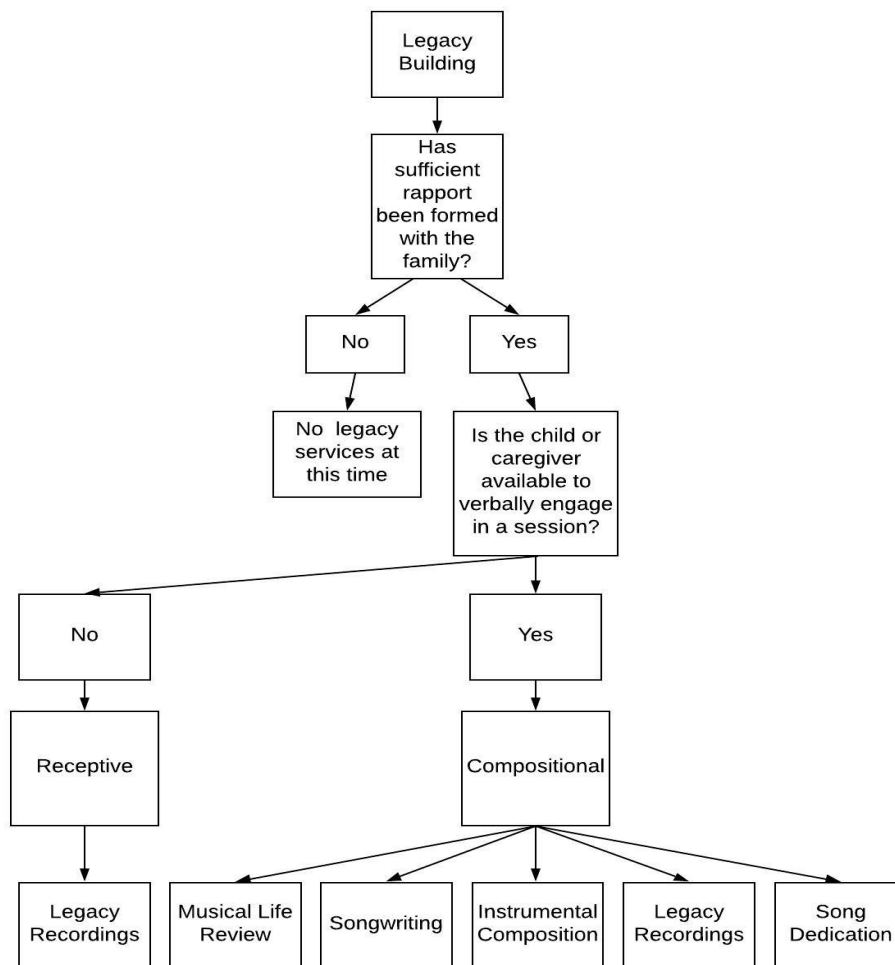 Legacy
Building
Has
sufficient
rapport
been formed
with the
family?
No
Yes
No legacy
services at
this time
Is the child or
caregiver
available to
verbally engage
in a session?
No
Yes
Receptive
Compositional
Legacy
Recordings
Musical Life
Review
Songwriting
Instrumental
Composition
Legacy
Recordings
Song
Dedication